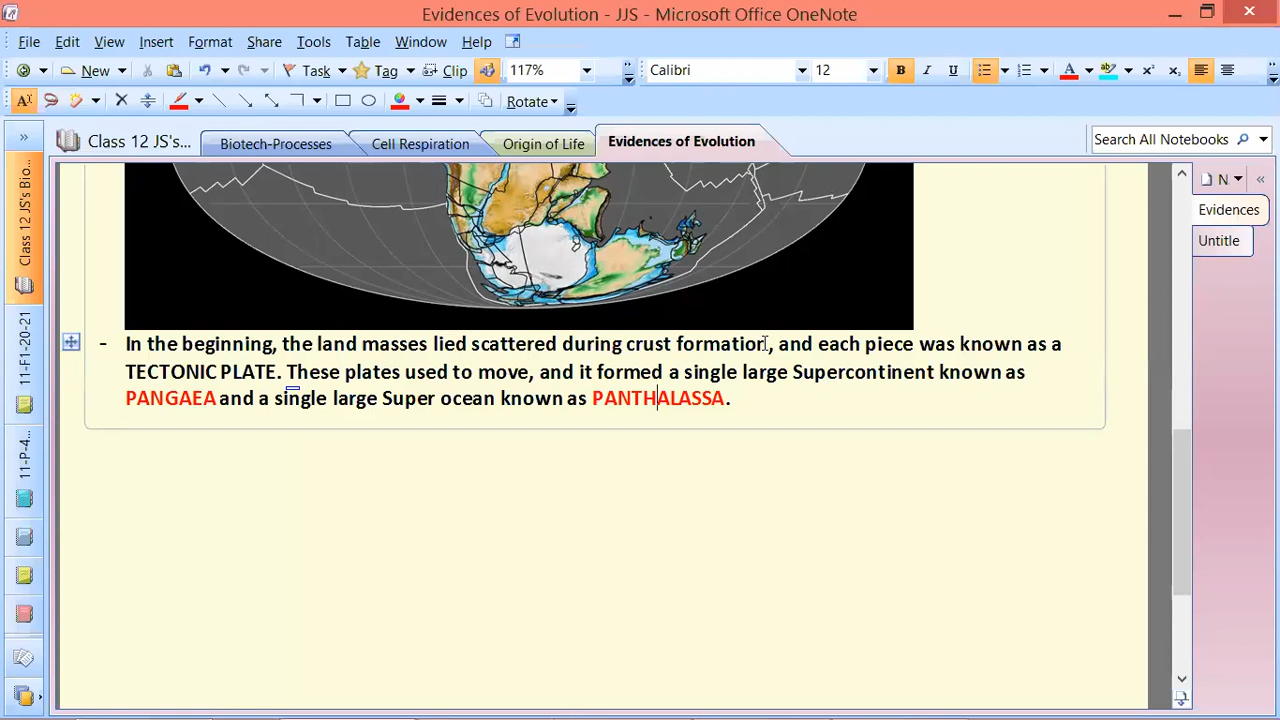 Evidences of Evolution - JJS - Microsoft Office OneNote
File Edit View Insert Format Share Tools Table Window Help
New Task Tag Clip 117% Calibri 12 B I U
Rotate
Class 12 JS's... Biotech-Processes Cell Respiration Origin of Life Evidences of Evolution Search All Notebooks
N
Evidences
Untitle
Class 12 JS's Bio...
11-F1-20-21
11-P-4...
- In the beginning, the land masses lied scattered during crust formation, and each piece was known as a
TECTONIC PLATE. These plates used to move, and it formed a single large Supercontinent known as
PANGAEA and a single large Super ocean known as PANTHALASSA.